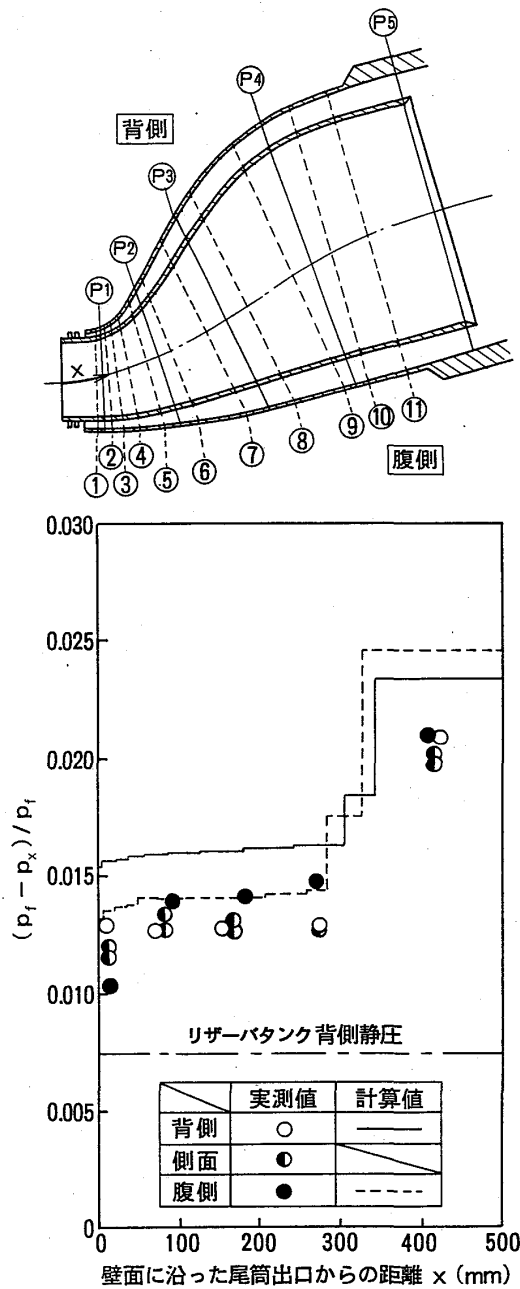 P5
P4
背側
P3
P2
P1
x
① ② ③ ④ ⑤ ⑥ ⑦ ⑧ ⑨ ⑩ ⑪
腹側
0.030
0.025
0.020
0.015
0.010
0.005
0
(pf − px) / pf
リザーバタンク背側静圧
実測値 計算値
背側
側面
腹側
0 100 200 300 400 500
壁面に沿った尾筒出口からの距離 x (mm)